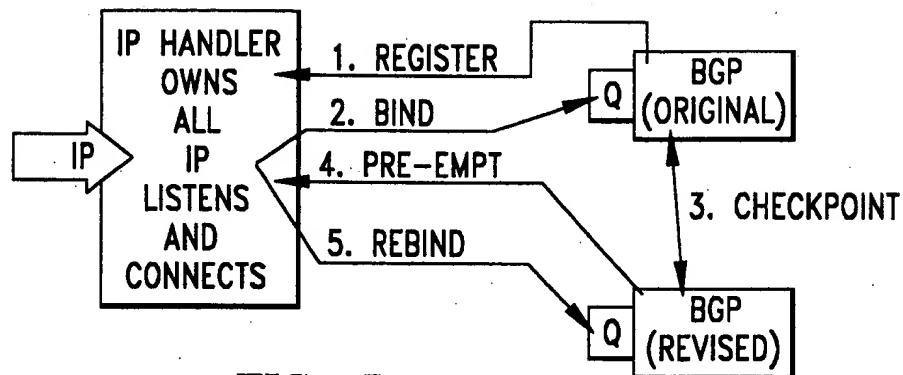 IP HANDLER
OWNS
ALL
IP
LISTENS
AND
CONNECTS
IP
1. REGISTER
2. BIND
4. PRE-EMPT
5. REBIND
Q
BGP
(ORIGINAL)
3. CHECKPOINT
Q
BGP
(REVISED)